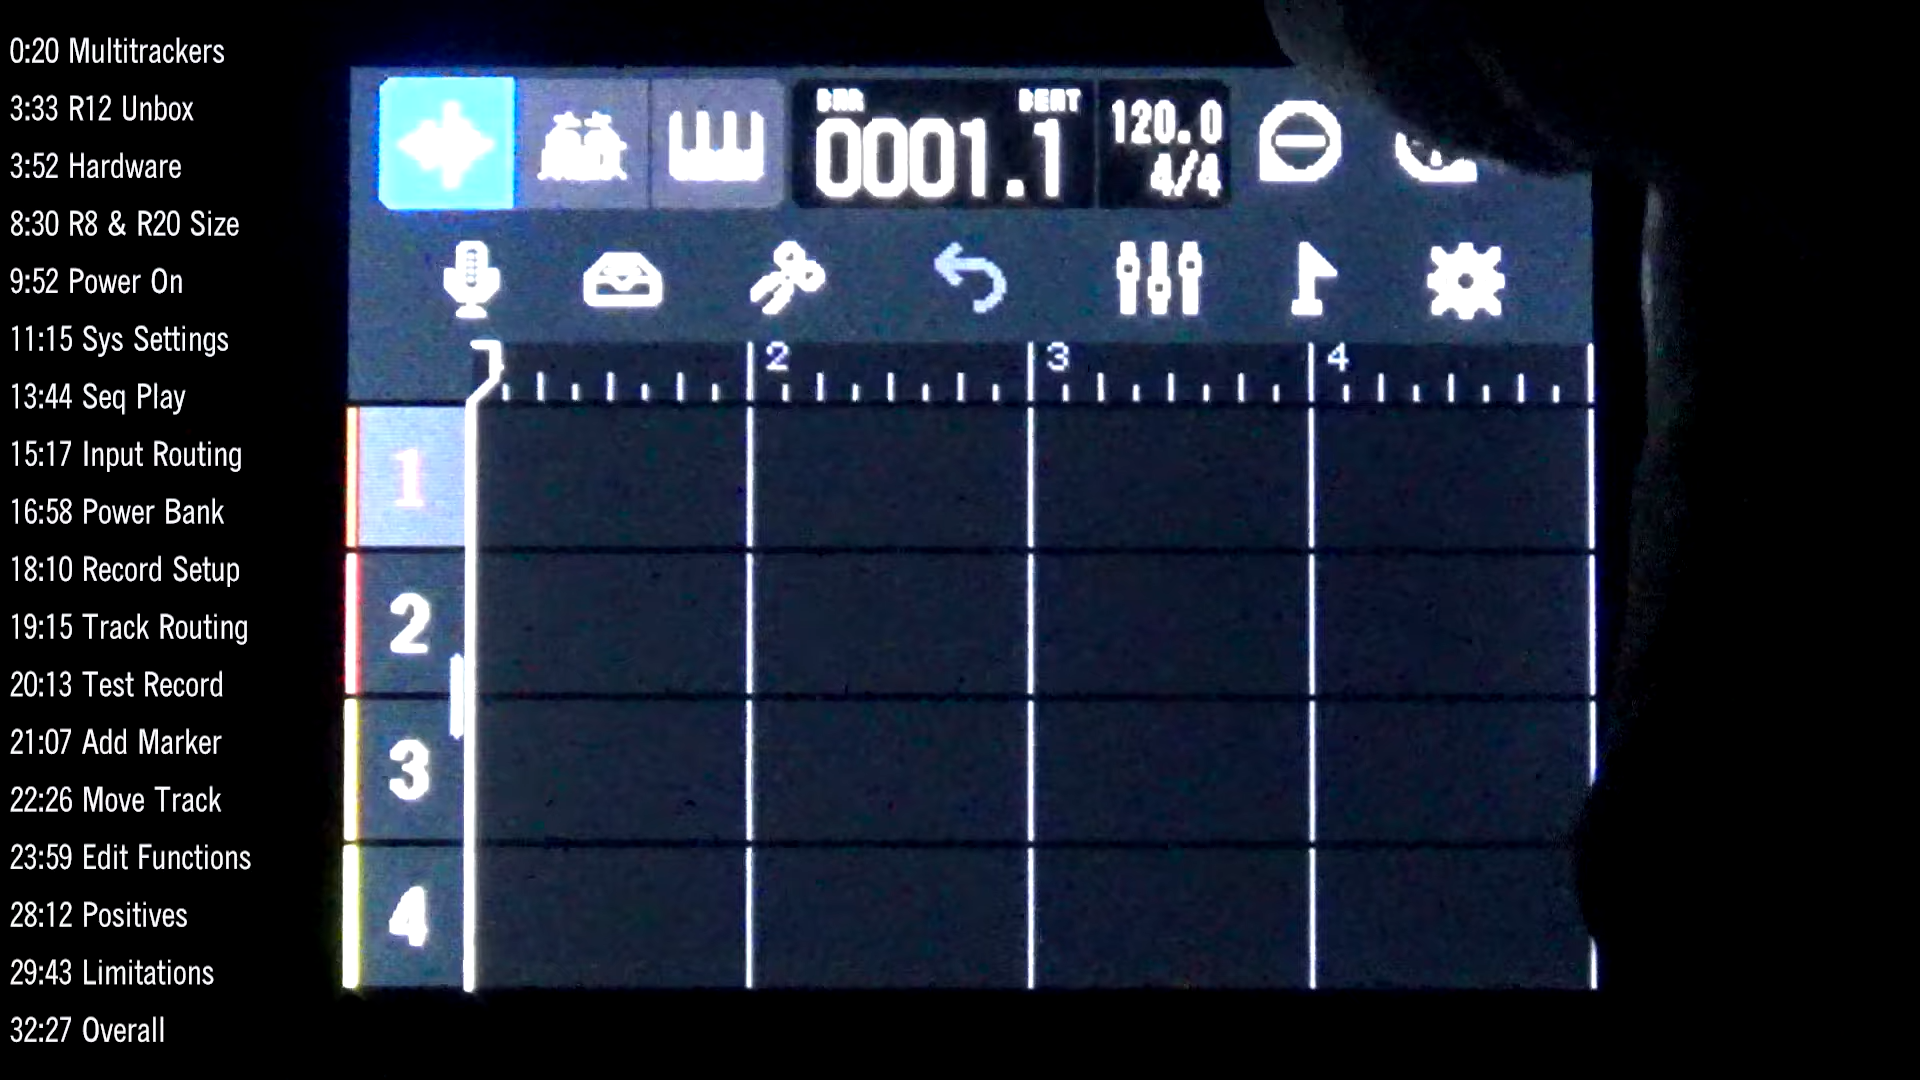 0:20 Multitrackers
3:33 R12 Unbox
3:52 Hardware
8:30 R8 & R20 Size
9:52 Power On
11:15 Sys Settings
13:44 Seq Play
15:17 Input Routing
16:58 Power Bank
18:10 Record Setup
19:15 Track Routing
20:13 Test Record
21:07 Add Marker
22:26 Move Track
23:59 Edit Functions
28:12 Positives
29:43 Limitations
32:27 Overall
BAR BEAT
0001.1
120.0
4/4
2 3 4
1
2
3
4